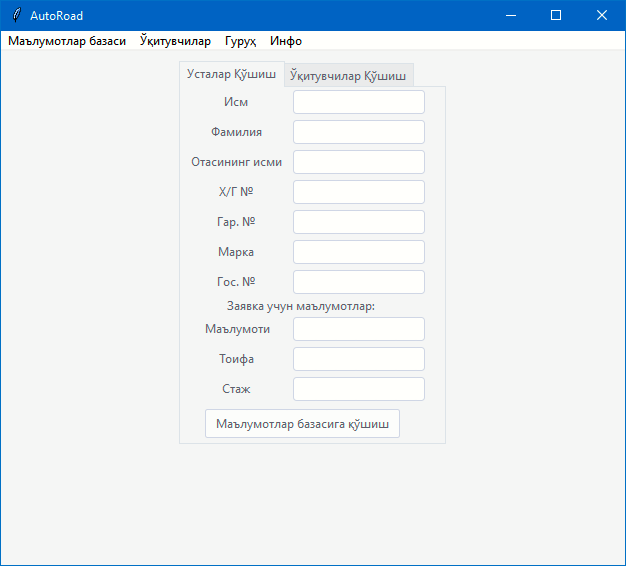 AutoRoad
Маълумотлар базаси Ўқитувчилар Гуруҳ Инфо
Усталар Қўшиш Ўқитувчилар Қўшиш
Исм
Фамилия
Отасининг исми
Х/Г №
Гар. №
Марка
Гос. №
Заявка учун маълумотлар:
Маълумоти
Тоифа
Стаж
Маълумотлар базасига қўшиш